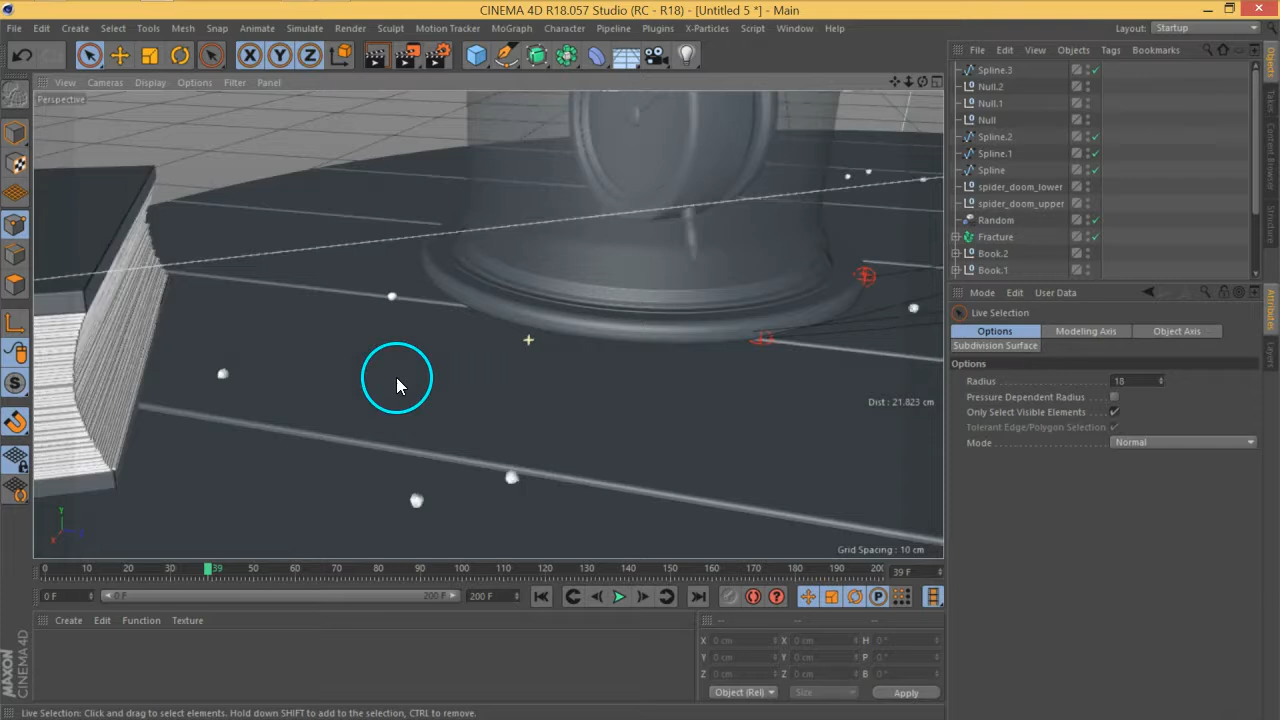 CINEMA 4D R18.057 Studio (RC - R18) - [Untitled 5 *] - Main
File Edit Create Select Tools Mesh Snap Animate Simulate Render Sculpt Motion Tracker MoGraph Character Pipeline Plugins X-Particles Script Window Help Layout: Startup
X Y Z
File Edit View Objects Tags Bookmarks
View Cameras Display Options Filter Panel
Perspective
Spline.3
Null.2
Null.1
Null
Spline.2
Spline.1
Spline
spider_doom_lower
spider_doom_upper
Random
Fracture
Book.2
Book.1
Objects
Takes
Content Browser
Structure
Mode Edit User Data
Live Selection
Options Modeling Axis Object Axis
Subdivision Surface
Options
Radius 18
Pressure Dependent Radius
Only Select Visible Elements
Tolerant Edge/Polygon Selection
Mode Normal
Attributes
Layers
Dist : 21.823 cm
Y
X
Grid Spacing : 10 cm
0 10 20 30 39 50 60 70 80 90 100 110 120 130 140 150 160 170 180 190 200 39 F
0 F 0 F 200 F 200 F
P
Create Edit Function Texture
-- -- --
X 0 cm X 0 cm H 0 °
Y 0 cm Y 0 cm P 0 °
Z 0 cm Z 0 cm B 0 °
Object (Rel) Size Apply
MAXON
CINEMA 4D
Live Selection: Click and drag to select elements. Hold down SHIFT to add to the selection, CTRL to remove.